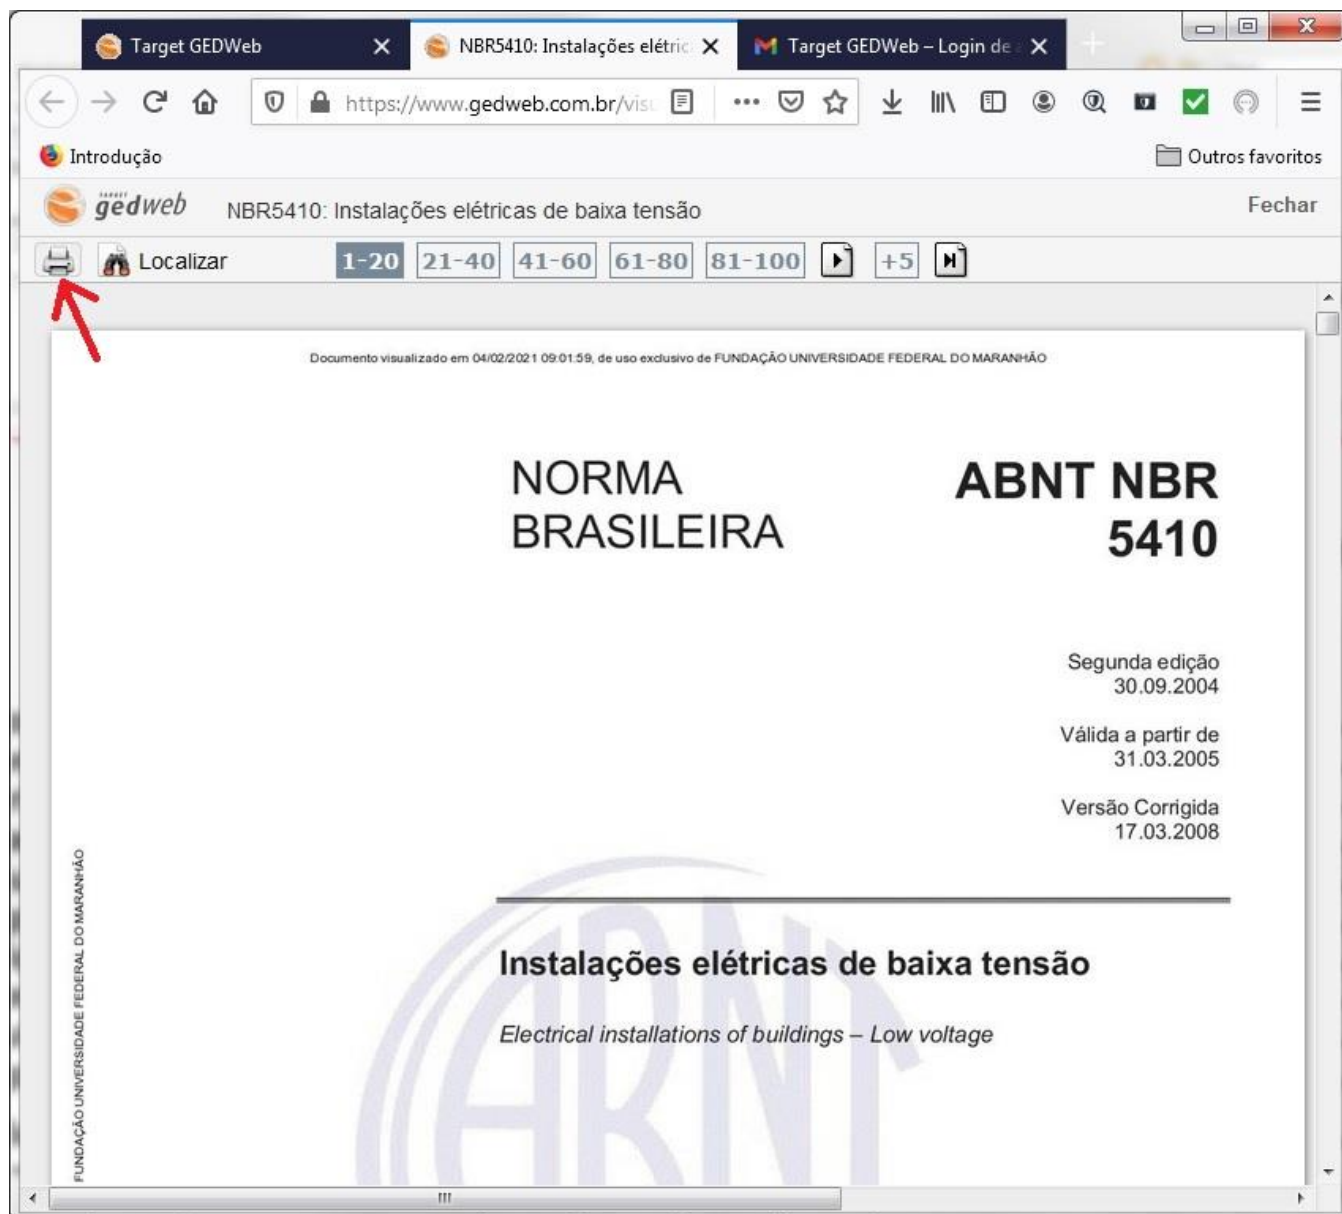 Target GEDWeb
NBR5410: Instalações elétric
Target GEDWeb – Login de
https://www.gedweb.com.br/vis
Introdução
Outros favoritos
TARGET
gedweb
NBR5410: Instalações elétricas de baixa tensão
Fechar
Localizar
1-20 21-40 41-60 61-80 81-100 +5
Documento visualizado em 04/02/2021 09:01:59, de uso exclusivo de FUNDAÇÃO UNIVERSIDADE FEDERAL DO MARANHÃO
NORMA
BRASILEIRA
ABNT NBR
5410
Segunda edição
30.09.2004
Válida a partir de
31.03.2005
Versão Corrigida
17.03.2008
Instalações elétricas de baixa tensão
Electrical installations of buildings – Low voltage
ABNT
FUNDAÇÃO UNIVERSIDADE FEDERAL DO MARANHÃO